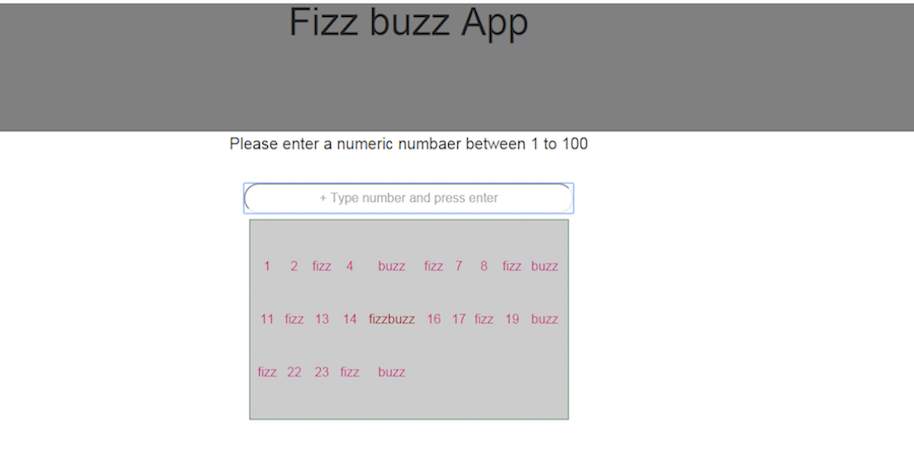 Fizz buzz App
Please enter a numeric numbaer between 1 to 100
+ Type number and press enter
1 2 fizz 4 buzz fizz 7 8 fizz buzz
11 fizz 13 14 fizzbuzz 16 17 fizz 19 buzz
fizz 22 23 fizz buzz